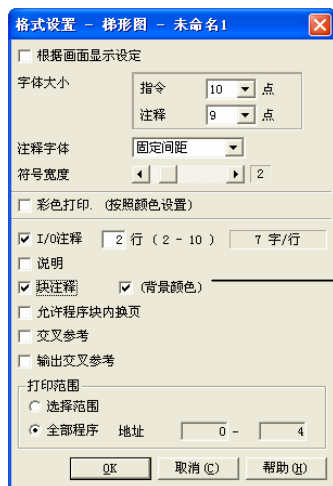 格式设置 - 梯形图 - 未命名1
根据画面显示设定
字体大小
指令 10 点
注释 9 点
注释字体 固定间距
符号宽度 2
彩色打印. (按照颜色设置)
I/O注释 2 行 ( 2 - 10 ) 7 字/行
说明
块注释 (背景颜色)
允许程序块内换页
交叉参考
输出交叉参考
打印范围
选择范围
全部程序 地址 0 - 4
OK 取消(C) 帮助(H)